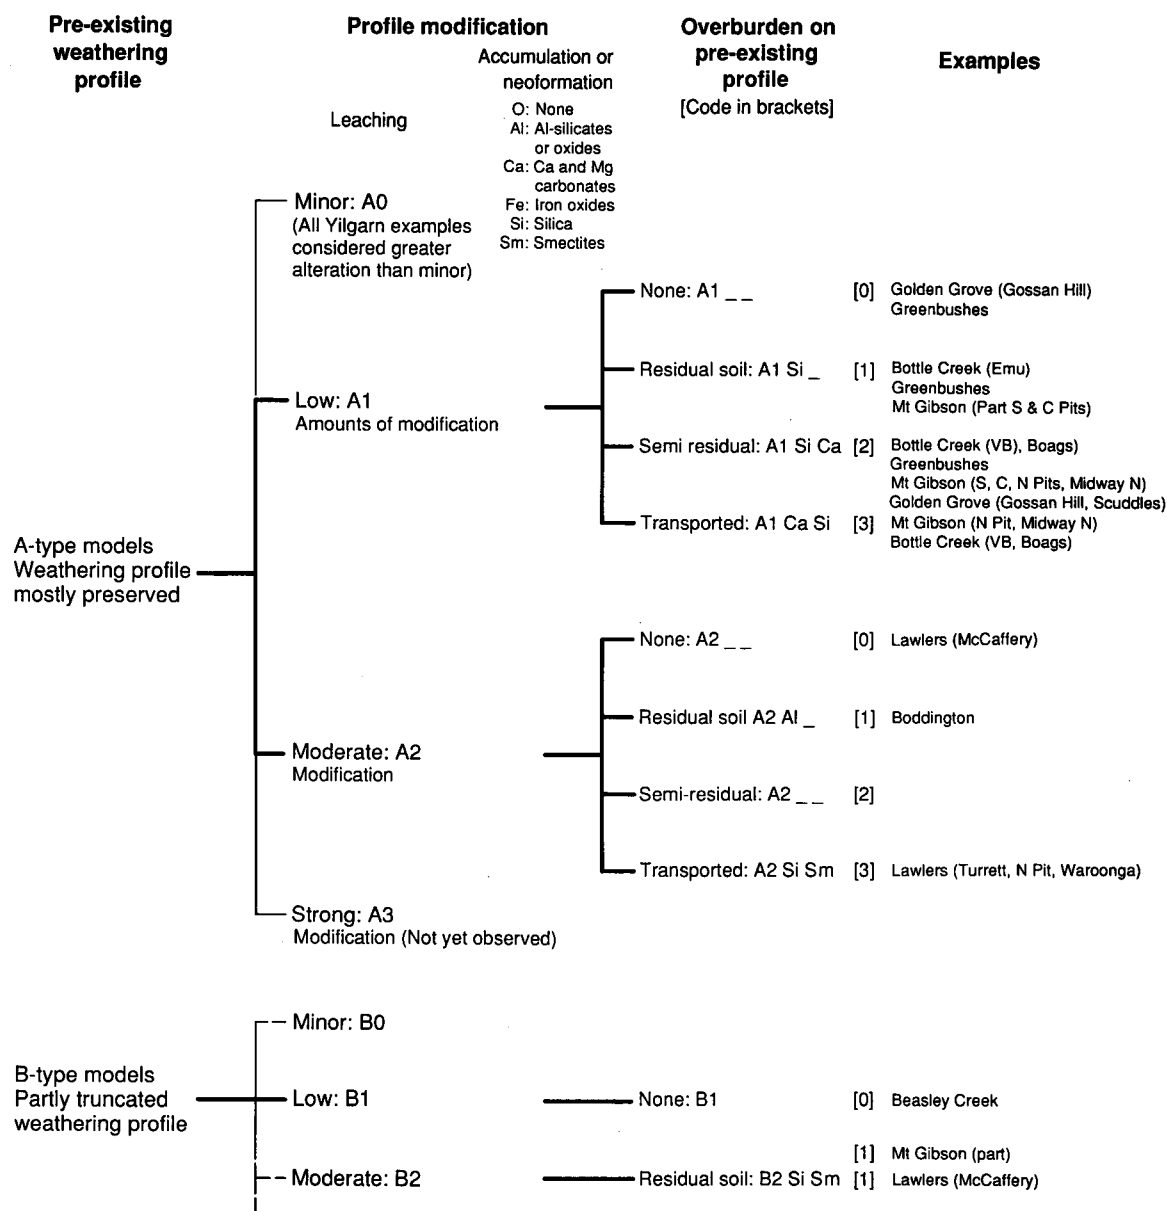 Pre-existing
weathering
profile
Profile modification
Leaching
Accumulation or
neoformation
O: None
Al: Al-silicates
or oxides
Ca: Ca and Mg
carbonates
Fe: Iron oxides
Si: Silica
Sm: Smectites
Overburden on
pre-existing
profile
[Code in brackets]
Examples
A-type models
Weathering profile
mostly preserved
Minor: A0
(All Yilgarn examples
considered greater
alteration than minor)
Low: A1
Amounts of modification
None: A1 _ _ [0] Golden Grove (Gossan Hill)
Greenbushes
Residual soil: A1 Si _ [1] Bottle Creek (Emu)
Greenbushes
Mt Gibson (Part S & C Pits)
Semi residual: A1 Si Ca [2] Bottle Creek (VB), Boags)
Greenbushes
Mt Gibson (S, C, N Pits, Midway N)
Golden Grove (Gossan Hill, Scuddles)
Transported: A1 Ca Si [3] Mt Gibson (N Pit, Midway N)
Bottle Creek (VB, Boags)
Moderate: A2
Modification
None: A2 _ _ [0] Lawlers (McCaffery)
Residual soil A2 Al _ [1] Boddington
Semi-residual: A2 _ _ [2]
Transported: A2 Si Sm [3] Lawlers (Turrett, N Pit, Waroonga)
Strong: A3
Modification (Not yet observed)
B-type models
Partly truncated
weathering profile
Minor: B0
Low: B1 None: B1 [0] Beasley Creek
[1] Mt Gibson (part)
Moderate: B2 Residual soil: B2 Si Sm [1] Lawlers (McCaffery)